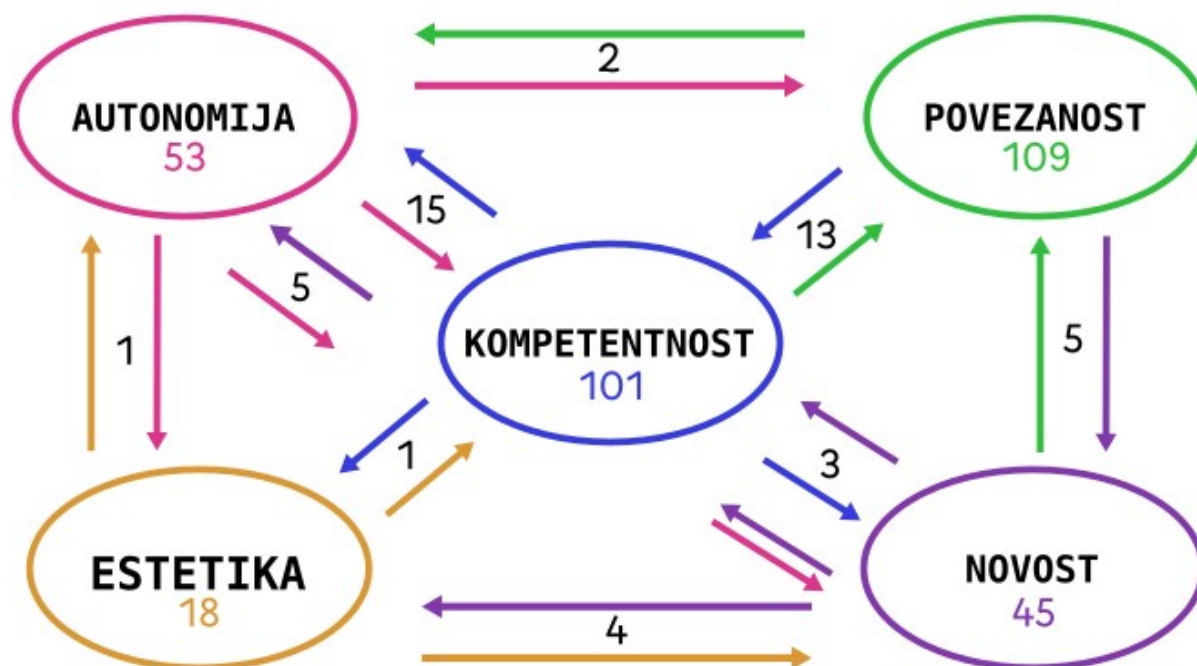 2
AUTONOMIJA
53
POVEZANOST
109
15
13
5
1
KOMPETENTNOST
101
5
1
3
ESTETIKA
18
NOVOST
45
4